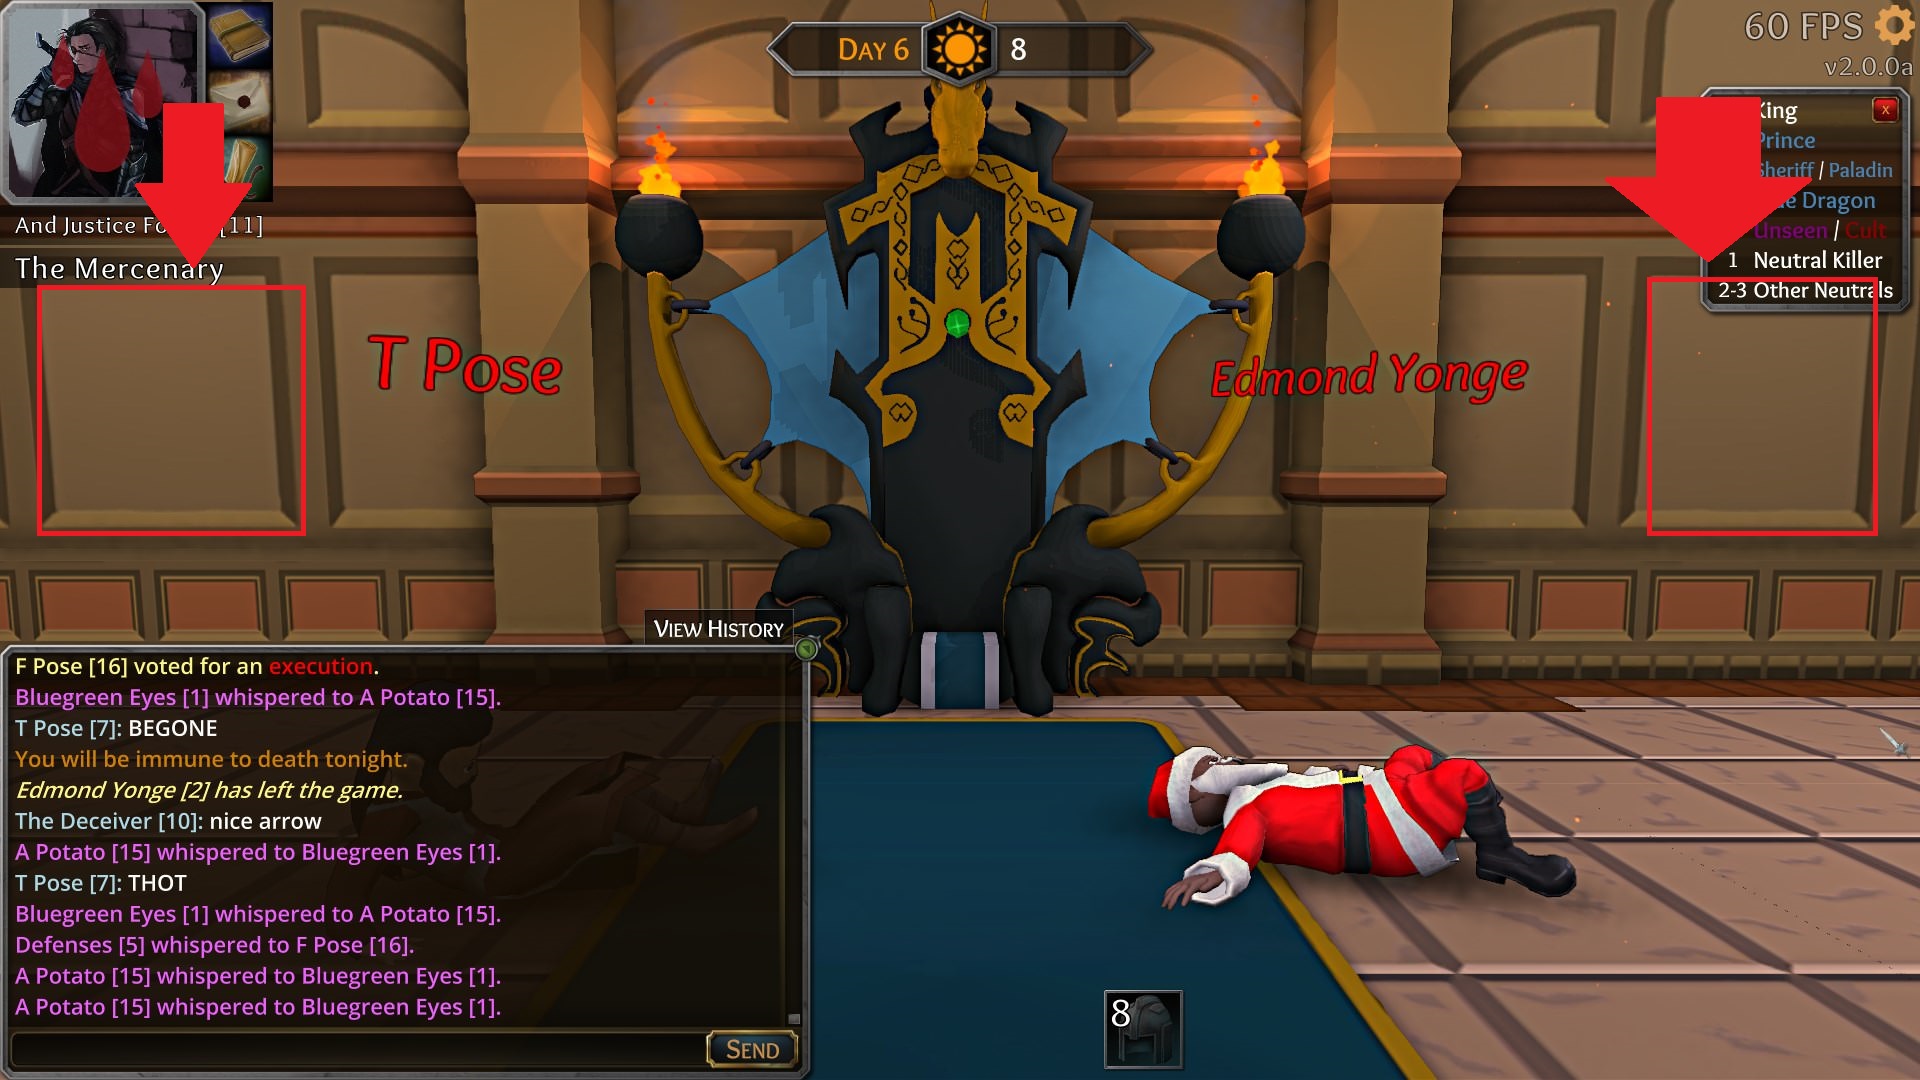 DAY 6
8
60 FPS
v2.0.0a
King
x
Prince
Sheriff / Paladin
Dragon
Unseen / Cult
1 Neutral Killer
2-3 Other Neutrals
And Justice Fo [11]
The Mercenary
T Pose
Edmond Yonge
VIEW HISTORY
F Pose [16] voted for an execution.
Bluegreen Eyes [1] whispered to A Potato [15].
T Pose [7]: BEGONE
You will be immune to death tonight.
Edmond Yonge [2] has left the game.
The Deceiver [10]: nice arrow
A Potato [15] whispered to Bluegreen Eyes [1].
T Pose [7]: THOT
Bluegreen Eyes [1] whispered to A Potato [15].
Defenses [5] whispered to F Pose [16].
A Potato [15] whispered to Bluegreen Eyes [1].
A Potato [15] whispered to Bluegreen Eyes [1].
SEND
8